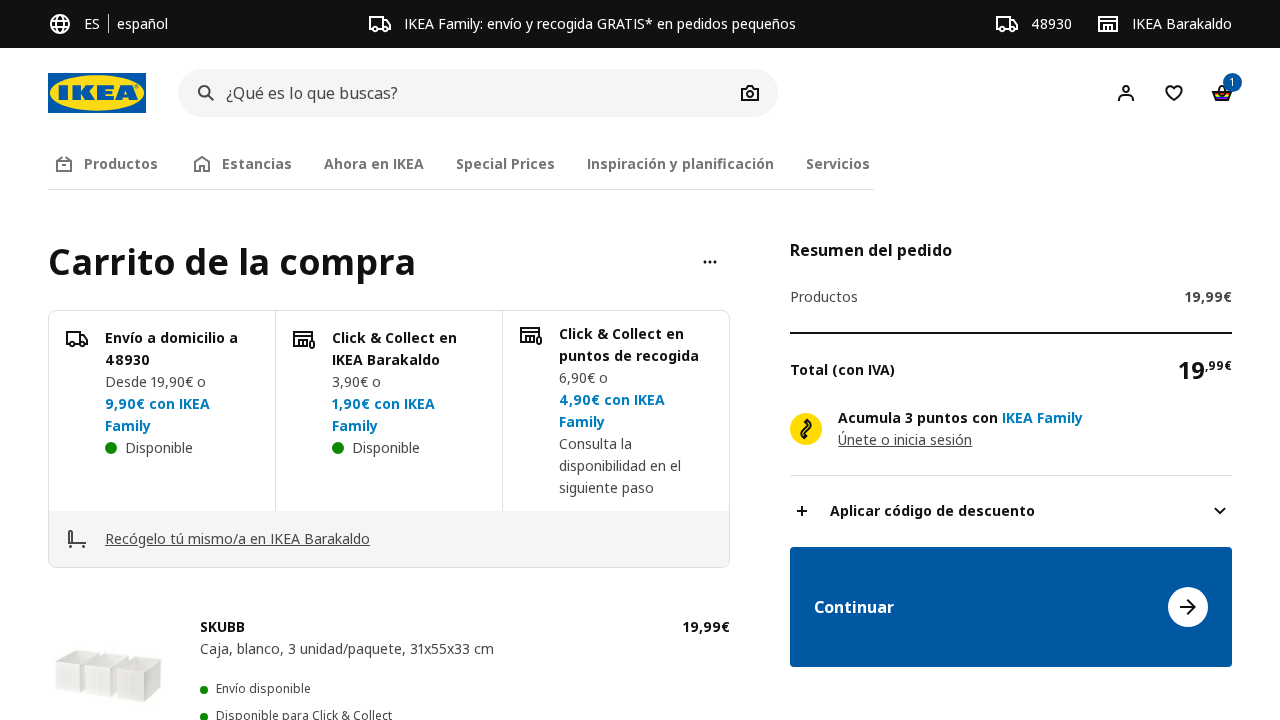 ES español
IKEA Family: envío y recogida GRATIS* en pedidos pequeños
48930
IKEA Barakaldo
IKEA
¿Qué es lo que buscas?
1
Productos
Estancias
Ahora en IKEA
Special Prices
Inspiración y planificación
Servicios
Carrito de la compra
Envío a domicilio a
48930
Desde 19,90€ o
9,90€ con IKEA
Family
Disponible
Click & Collect en
IKEA Barakaldo
3,90€ o
1,90€ con IKEA
Family
Disponible
Click & Collect en
puntos de recogida
6,90€ o
4,90€ con IKEA
Family
Consulta la
disponibilidad en el
siguiente paso
Recógelo tú mismo/a en IKEA Barakaldo
SKUBB
19,99€
Caja, blanco, 3 unidad/paquete, 31x55x33 cm
Envío disponible
Disponible para Click & Collect
Resumen del pedido
Productos 19,99€
Total (con IVA) 19,99€
Acumula 3 puntos con IKEA Family
Únete o inicia sesión
Aplicar código de descuento
Continuar